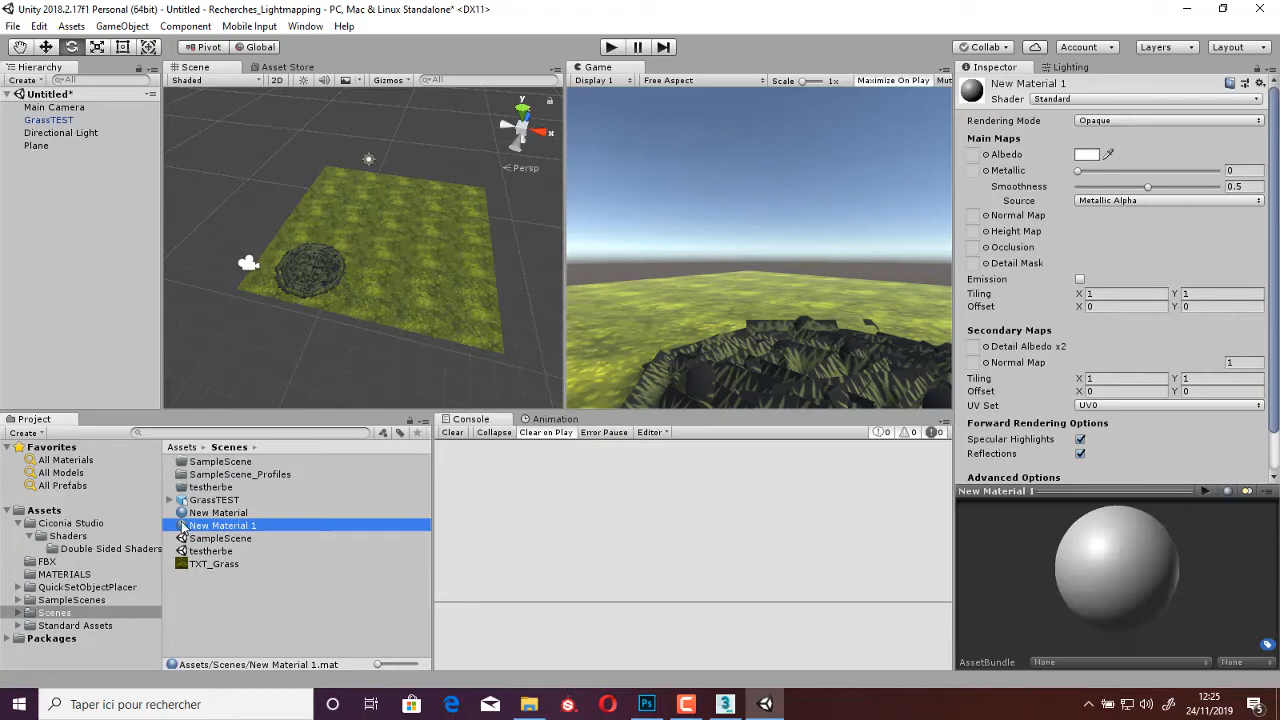 Unity 2018.2.17f1 Personal (64bit) - Untitled - Recherches_Lightmapping - PC, Mac & Linux Standalone* <DX11>
File Edit Assets GameObject Component Mobile Input Window Help
Pivot Global Collab Account Layers Layout
Hierarchy Scene Asset Store Game Inspector Lighting
Create All Shaded 2D Gizmos All Display 1 Free Aspect Scale 1x Maximize On Play Mut
Untitled*
Main Camera
GrassTEST
Directional Light
Plane
y
x
Persp
New Material 1
Shader Standard
Rendering Mode Opaque
Main Maps
Albedo
Metallic 0
Smoothness 0.5
Source Metallic Alpha
Normal Map
Height Map
Occlusion
Detail Mask
Emission
Tiling X 1 Y 1
Offset X 0 Y 0
Secondary Maps
Detail Albedo x2
Normal Map 1
Tiling X 1 Y 1
Offset X 0 Y 0
UV Set UV0
Forward Rendering Options
Specular Highlights
Reflections
Advanced Options
New Material 1
AssetBundle None None
Project
Create
Favorites
All Materials
All Models
All Prefabs
Assets
Ciconia Studio
Shaders
Double Sided Shaders
FBX
MATERIALS
QuickSetObjectPlacer
SampleScenes
Scenes
Standard Assets
Packages
Assets Scenes
SampleScene
SampleScene_Profiles
testherbe
GrassTEST
New Material
New Material 1
SampleScene
testherbe
TXT_Grass
Assets/Scenes/New Material 1.mat
Console Animation
Clear Collapse Clear on Play Error Pause Editor 0 0 0
Taper ici pour rechercher
Ps
3
12:25
24/11/2019